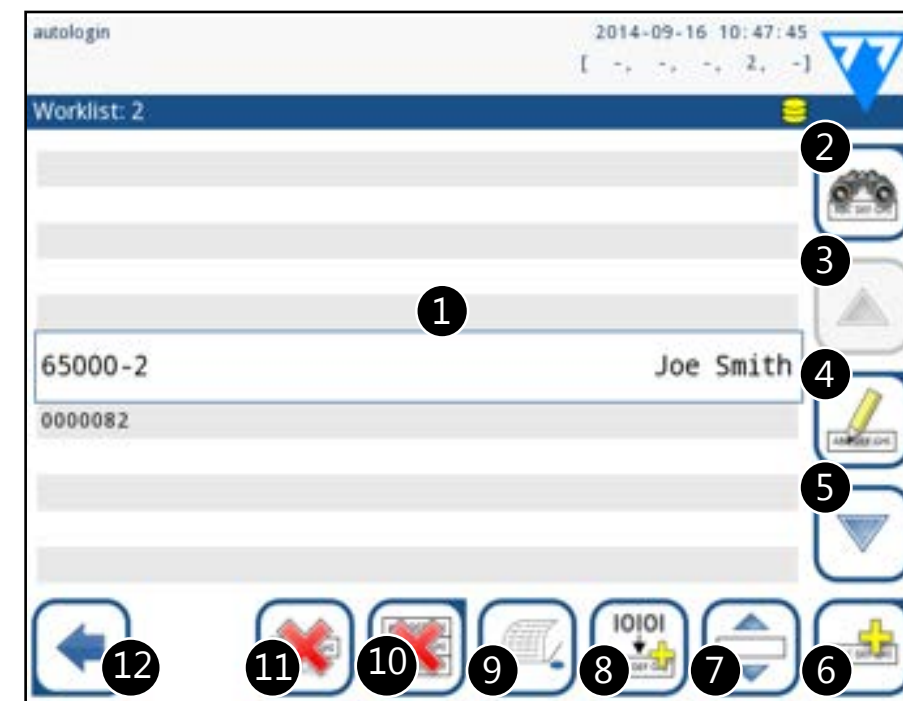 autologin
2014-09-16 10:47:45
[ -, -, -, 2, -]
Worklist: 2
2
3
1
65000-2 Joe Smith
4
0000082
5
IOIOI
12
11
10
9
8
7
6